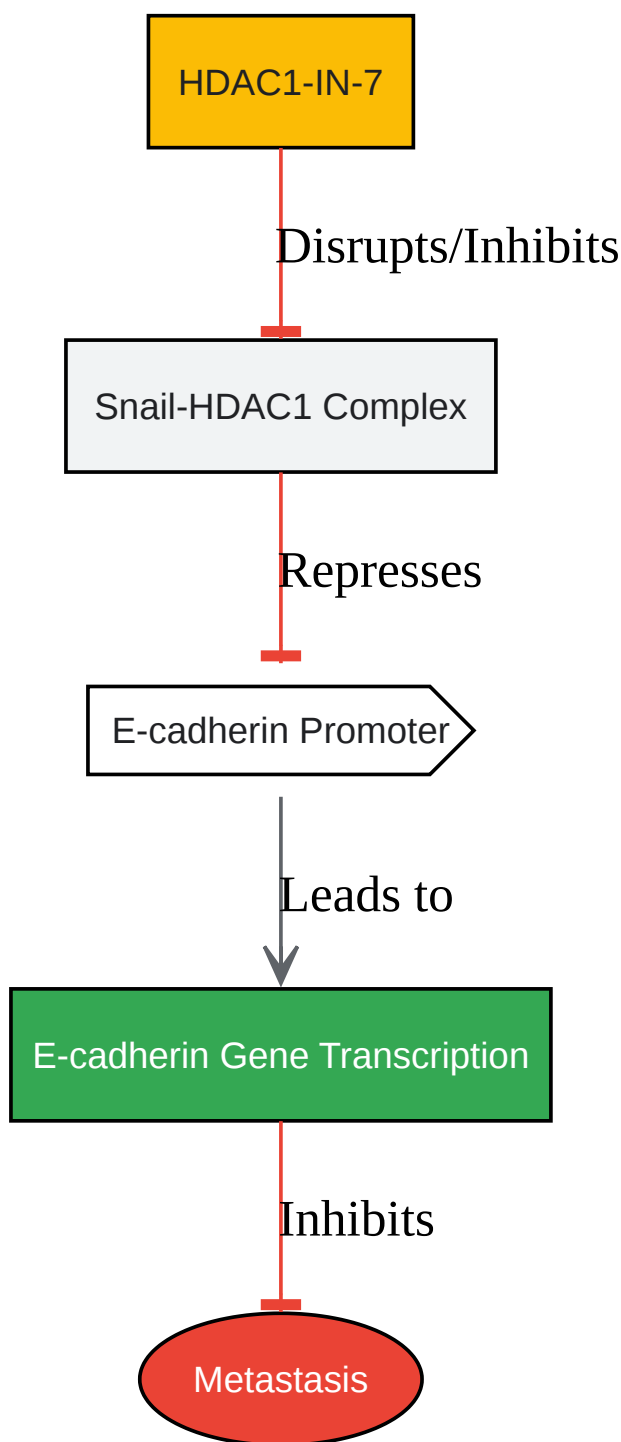 HDAC1-IN-7
Disrupts/Inhibits
Snail-HDAC1 Complex
Represses
E-cadherin Promoter
Leads to
E-cadherin Gene Transcription
Inhibits
Metastasis